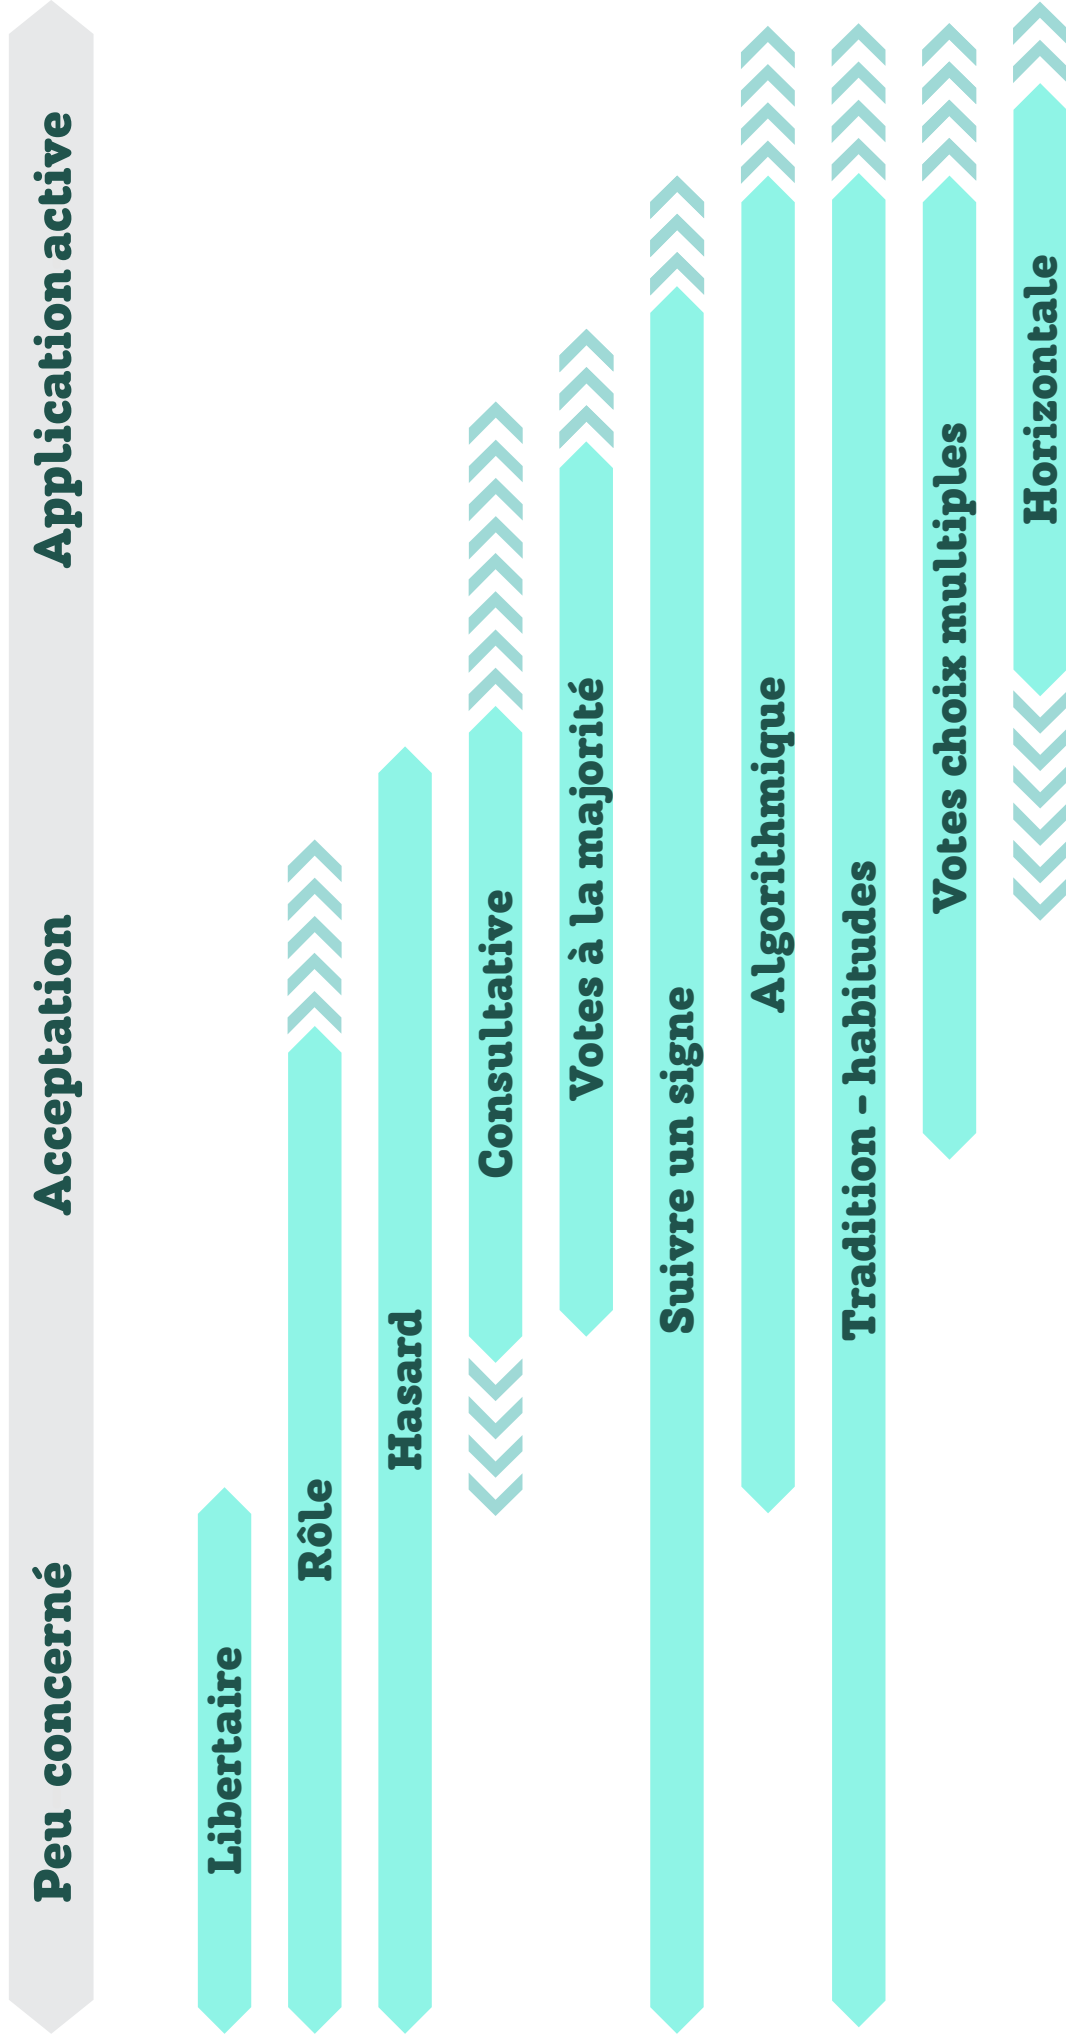 Application active
Acceptation
Peu concerné
Libertaire
Rôle
Hasard
Consultative
Votes à la majorité
Suivre un signe
Algorithmique
Tradition – habitudes
Votes choix multiples
Horizontale